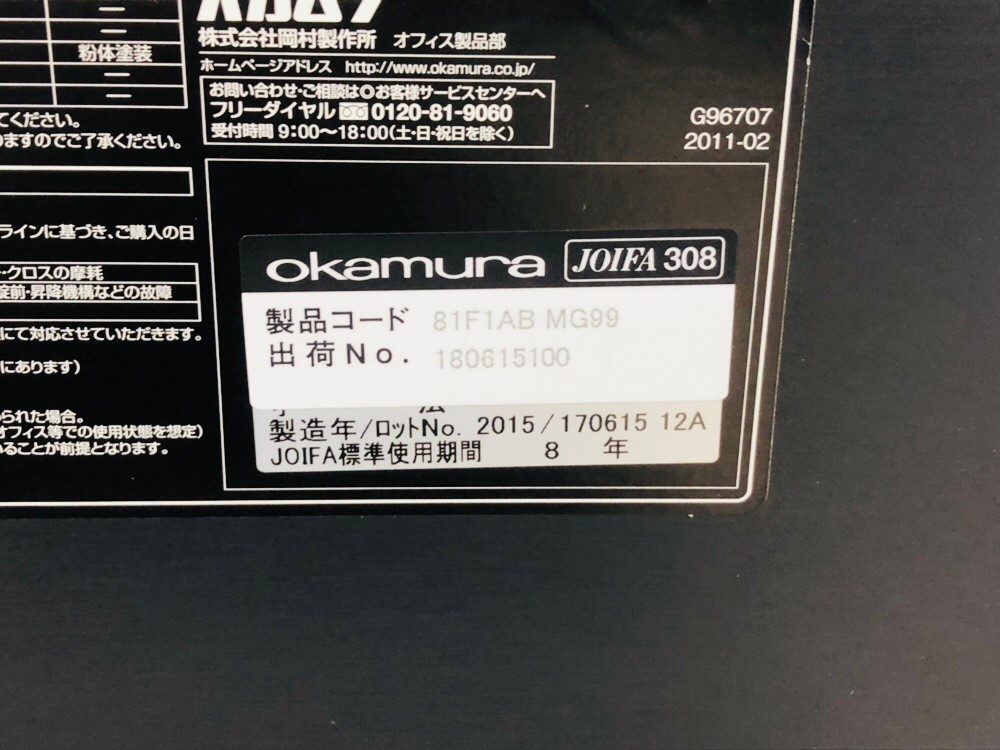 粉体塗装
株式会社岡村製作所 オフィス製品部
ホームページアドレス http://www.okamura.co.jp/
お問い合わせ・ご相談はお客様サービスセンターへ
フリーダイヤル 0120-81-9060
受付時間 9:00~18:00(土・日・祝日を除く)
てください。
ますのでご了承ください。
G96707
2011-02
ラインに基づき、ご購入の日
・クロスの摩耗
錠前・昇降機構などの故障
にて対応させていただきます。
にあります)
られた場合。
オフィス等での使用状態を想定)
いることが前提となります。
okamura JOIFA 308
製品コード 81F1AB MG99
出荷No. 180615100
製造年/ロットNo. 2015/170615 12A
JOIFA標準使用期間 8 年